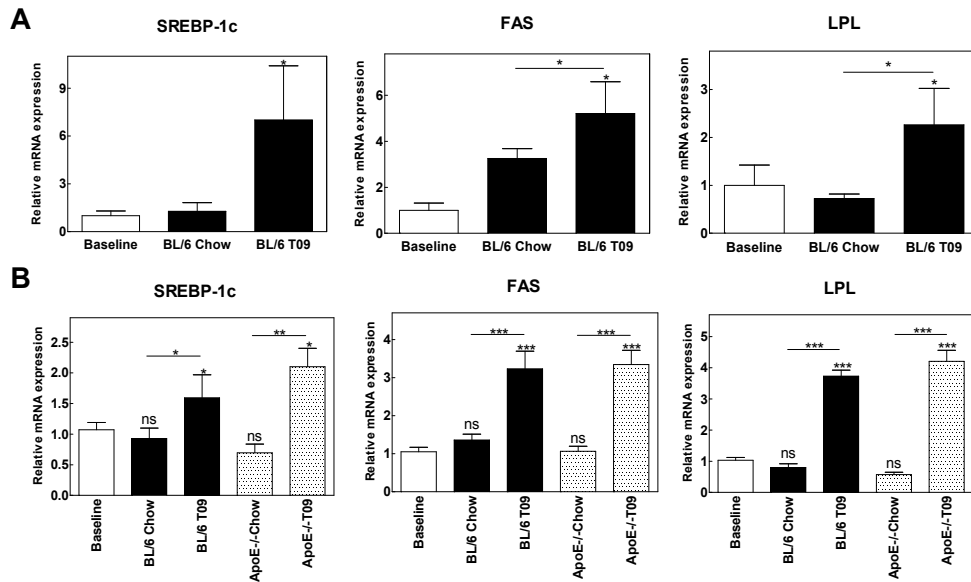 A
SREBP-1c
FAS
LPL
Relative mRNA expression
9
6
3
0
*
Baseline
BL/6 Chow
BL/6 T09
Relative mRNA expression
6
4
2
0
*
*
Baseline
BL/6 Chow
BL/6 T09
Relative mRNA expression
3
2
1
0
*
*
Baseline
BL/6 Chow
BL/6 T09
B
SREBP-1c
FAS
LPL
Relative mRNA expression
2.5
2.0
1.5
1.0
0.5
0.0
*
**
ns
*
ns
*
Baseline
BL/6 Chow
BL/6 T09
ApoE-/-Chow
ApoE-/-T09
Relative mRNA expression
4
3
2
1
0
***
***
ns
***
ns
***
Baseline
BL/6 Chow
BL/6 T09
ApoE-/-Chow
ApoE-/-T09
Relative mRNA expression
5
4
3
2
1
0
***
***
ns
***
ns
***
Baseline
BL/6 Chow
BL/6 T09
ApoE-/-Chow
ApoE-/-T09